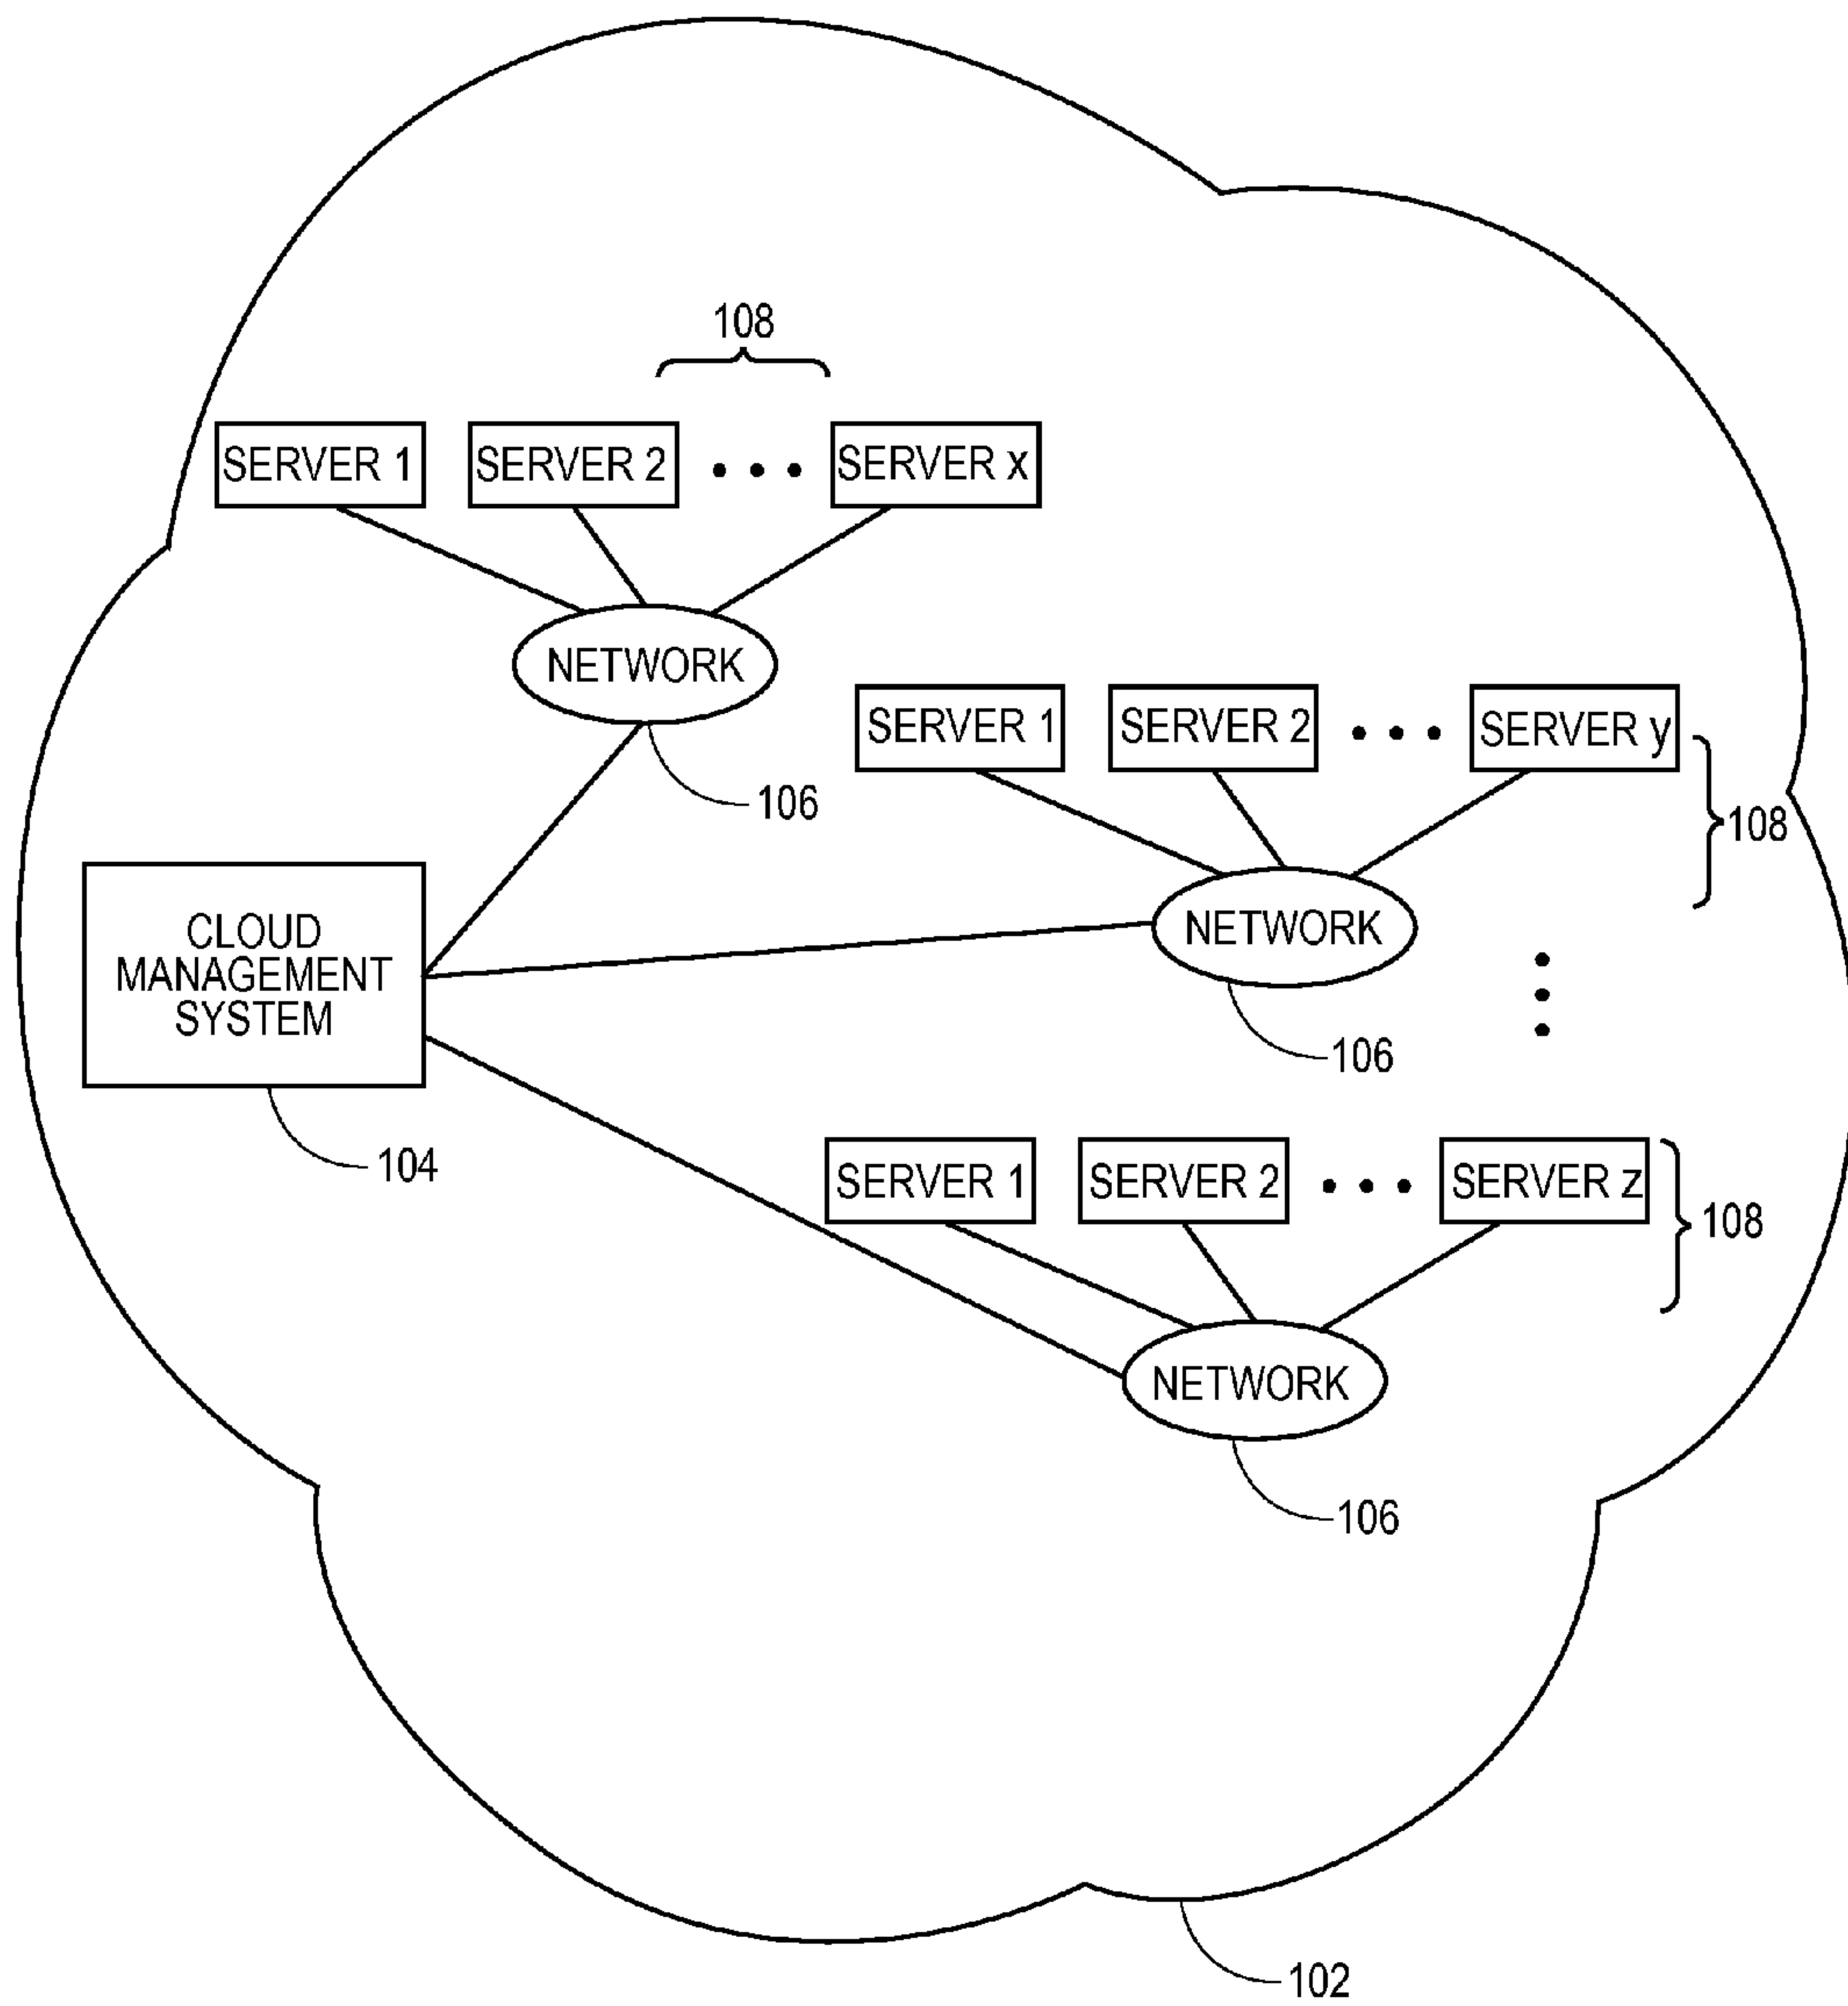 108
SERVER 1
SERVER 2
SERVER x
NETWORK
106
SERVER 1
SERVER 2
SERVER y
108
NETWORK
106
CLOUD
MANAGEMENT
SYSTEM
104
SERVER 1
SERVER 2
SERVER z
108
NETWORK
106
102